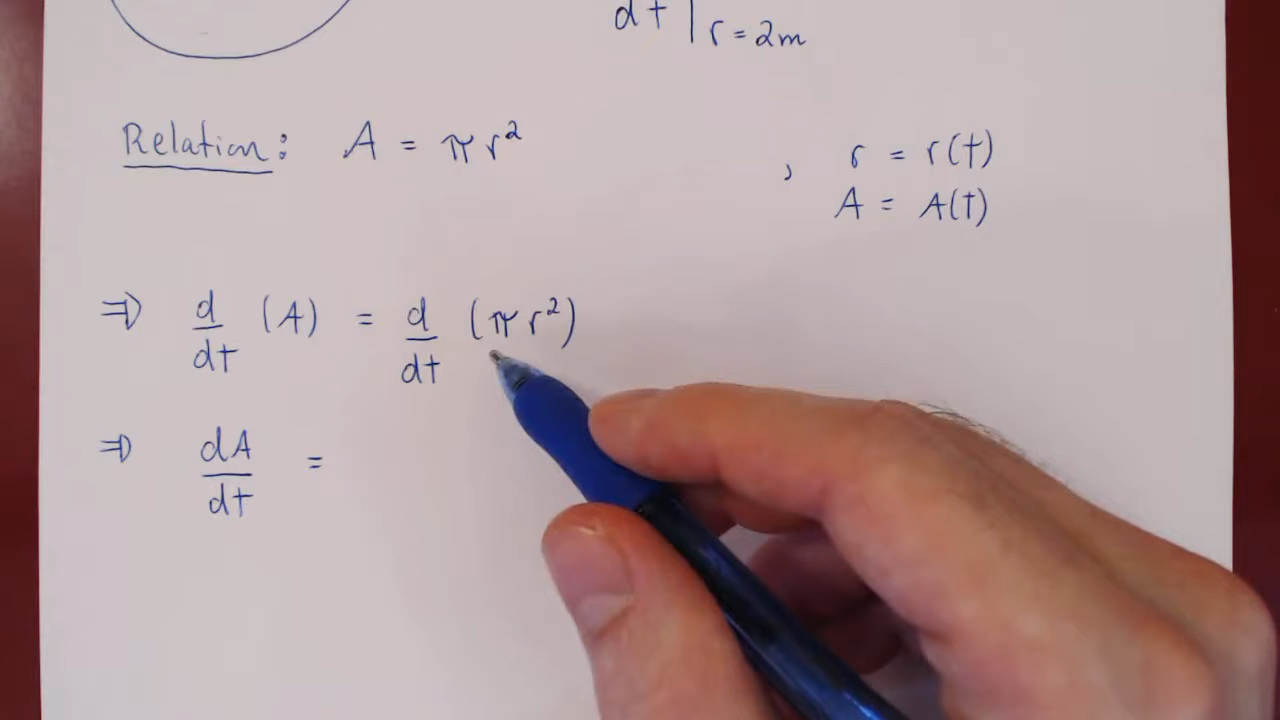 dt | r = 2m
Relation: A = πr² , r = r(t)
A = A(t)
⇒ d/dt (A) = d/dt (πr²)
⇒ dA/dt =